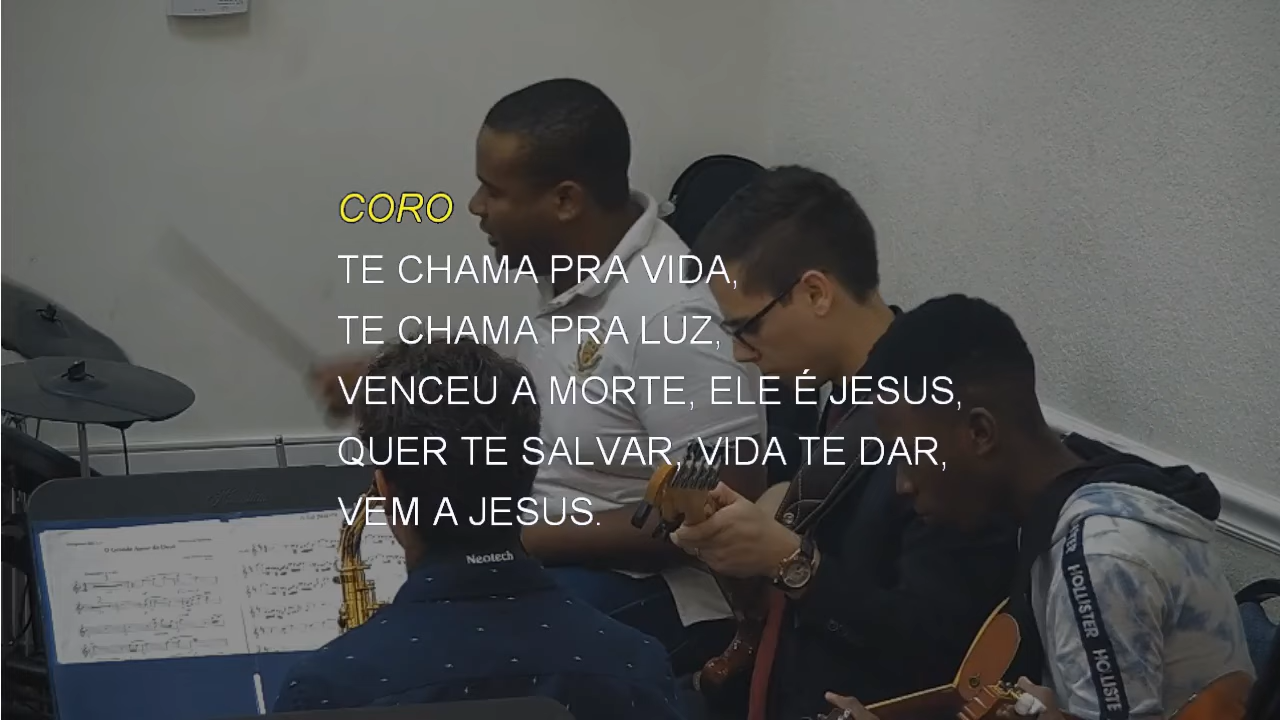 CORO
TE CHAMA PRA VIDA,
TE CHAMA PRA LUZ,
VENCEU A MORTE, ELE É JESUS,
QUER TE SALVAR, VIDA TE DAR,
VEM A JESUS.
Neotech
HOLLISTER
HOLLISTE